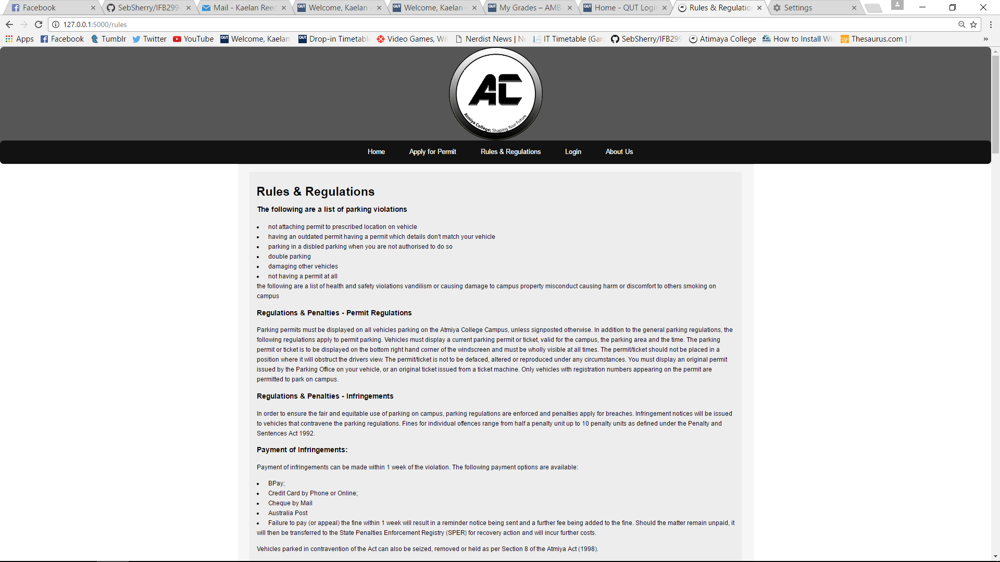 Facebook
SebSherry/IFB299-
Mail - Kaelan Reec
Welcome, Kaelan -
Welcome, Kaelan -
My Grades – AMB
Home - QUT Logi
Rules & Regulatio
Settings
127.0.0.1:5000/rules
Apps
Facebook
Tumblr
Twitter
YouTube
QUT Welcome, Kaelan
QUT Drop-in Timetabl
Video Games, Wi
Nerdist News | Ne
IT Timetable (Gar
SebSherry/IFB299
Atimaya College
How to Install Wi
Thesaurus.com |
»
AC
Atmiya College: Shaping Your Future
Home
Apply for Permit
Rules & Regulations
Login
About Us
Rules & Regulations
The following are a list of parking violations
• not attaching permit to prescribed location on vehicle
• having an outdated permit having a permit which details don't match your vehicle
• parking in a disbled parking when you are not authorised to do so
• double parking
• damaging other vehicles
• not having a permit at all
the following are a list of health and safety violations vandilism or causing damage to campus property misconduct causing harm or discomfort to others smoking on
campus
Regulations & Penalties - Permit Regulations
Parking permits must be displayed on all vehicles parking on the Atmiya College Campus, unless signposted otherwise. In addition to the general parking regulations, the
following regulations apply to permit parking. Vehicles must display a current parking permit or ticket, valid for the campus, the parking area and the time. The parking
permit or ticket is to be displayed on the bottom right hand corner of the windscreen and must be wholly visible at all times. The permit/ticket should not be placed in a
position where it will obstruct the drivers view. The permit/ticket is not to be defaced, altered or reproduced under any circumstances. You must display an original permit
issued by the Parking Office on your vehicle, or an original ticket issued from a ticket machine. Only vehicles with registration numbers appearing on the permit are
permitted to park on campus.
Regulations & Penalties - Infringements
In order to ensure the fair and equitable use of parking on campus, parking regulations are enforced and penalties apply for breaches. Infringement notices will be issued
to vehicles that contravene the parking regulations. Fines for individual offences range from half a penalty unit up to 10 penalty units as defined under the Penalty and
Sentences Act 1992.
Payment of Infringements:
Payment of infringements can be made within 1 week of the violation. The following payment options are available:
• BPay;
• Credit Card by Phone or Online;
• Cheque by Mail
• Australia Post
• Failure to pay (or appeal) the fine within 1 week will result in a reminder notice being sent and a further fee being added to the fine. Should the matter remain unpaid, it
will then be transferred to the State Penalties Enforcement Registry (SPER) for recovery action and will incur further costs.
Vehicles parked in contravention of the Act can also be seized, removed or held as per Section 8 of the Atmiya Act (1998).